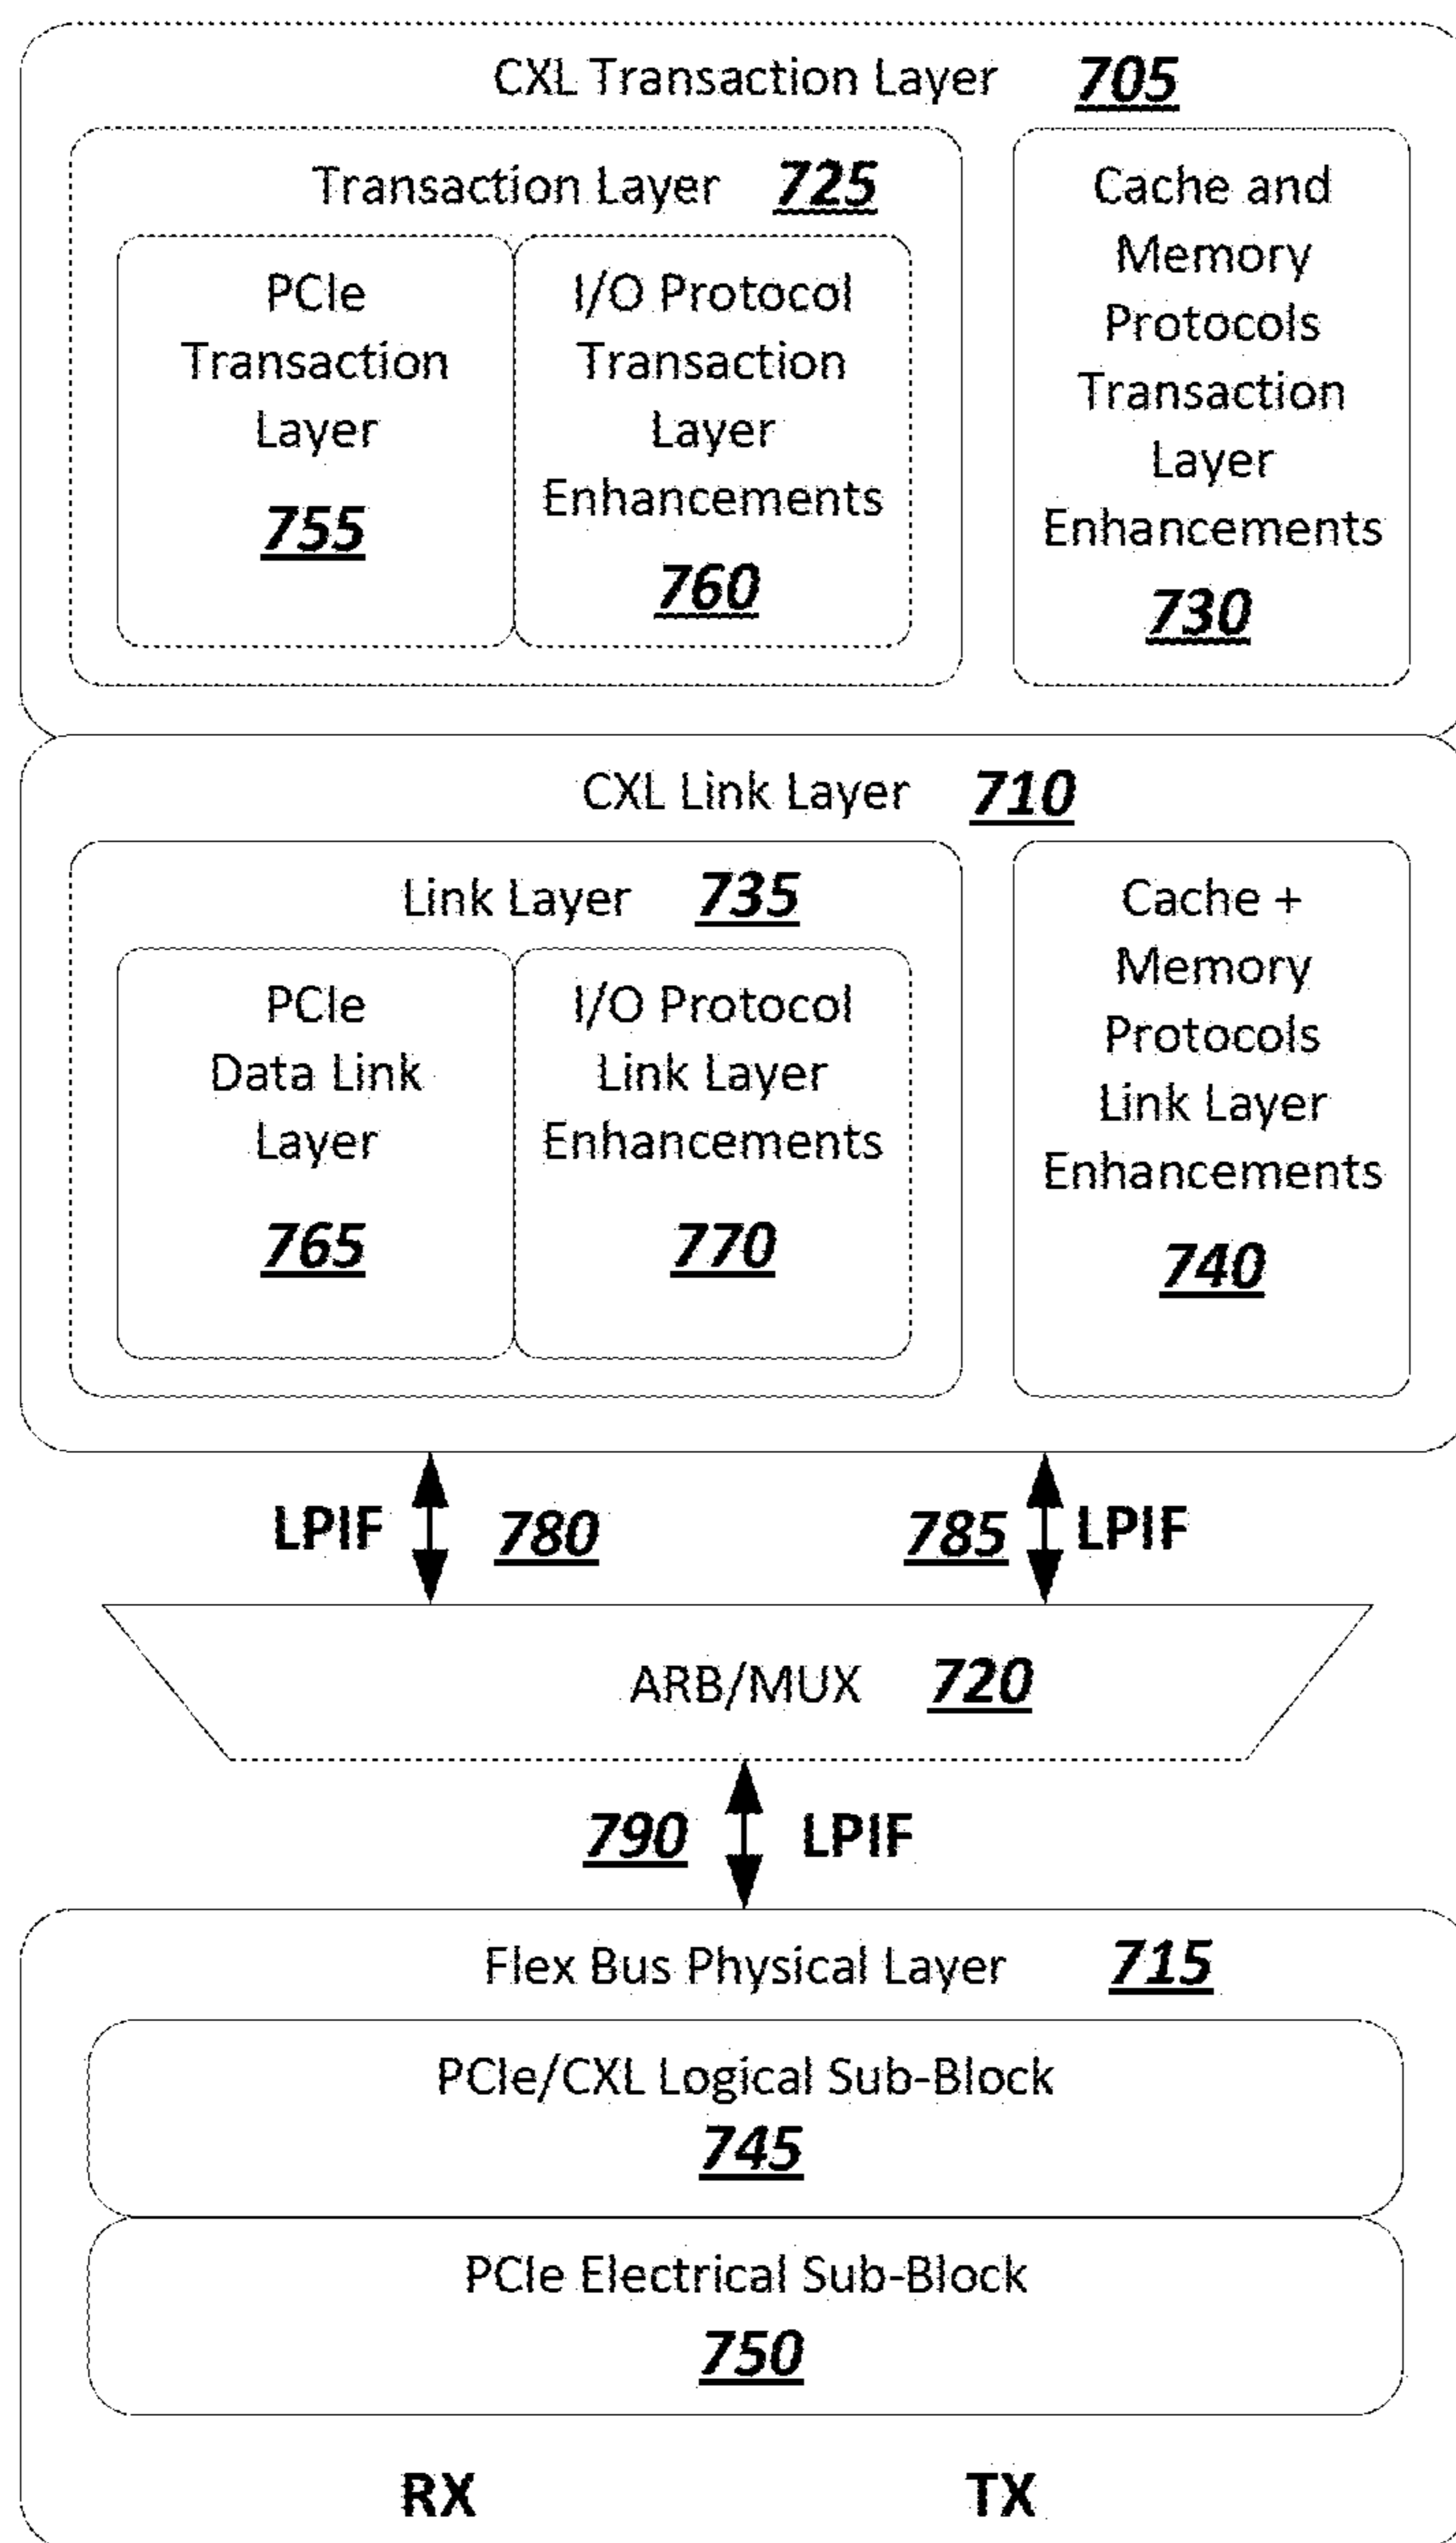 CXL Transaction Layer 705
Transaction Layer 725
PCIe
Transaction
Layer
755
I/O Protocol
Transaction
Layer
Enhancements
760
Cache and
Memory
Protocols
Transaction
Layer
Enhancements
730
CXL Link Layer 710
Link Layer 735
PCIe
Data Link
Layer
765
I/O Protocol
Link Layer
Enhancements
770
Cache +
Memory
Protocols
Link Layer
Enhancements
740
LPIF 780
785 LPIF
ARB/MUX 720
790 LPIF
Flex Bus Physical Layer 715
PCIe/CXL Logical Sub-Block
745
PCIe Electrical Sub-Block
750
RX TX